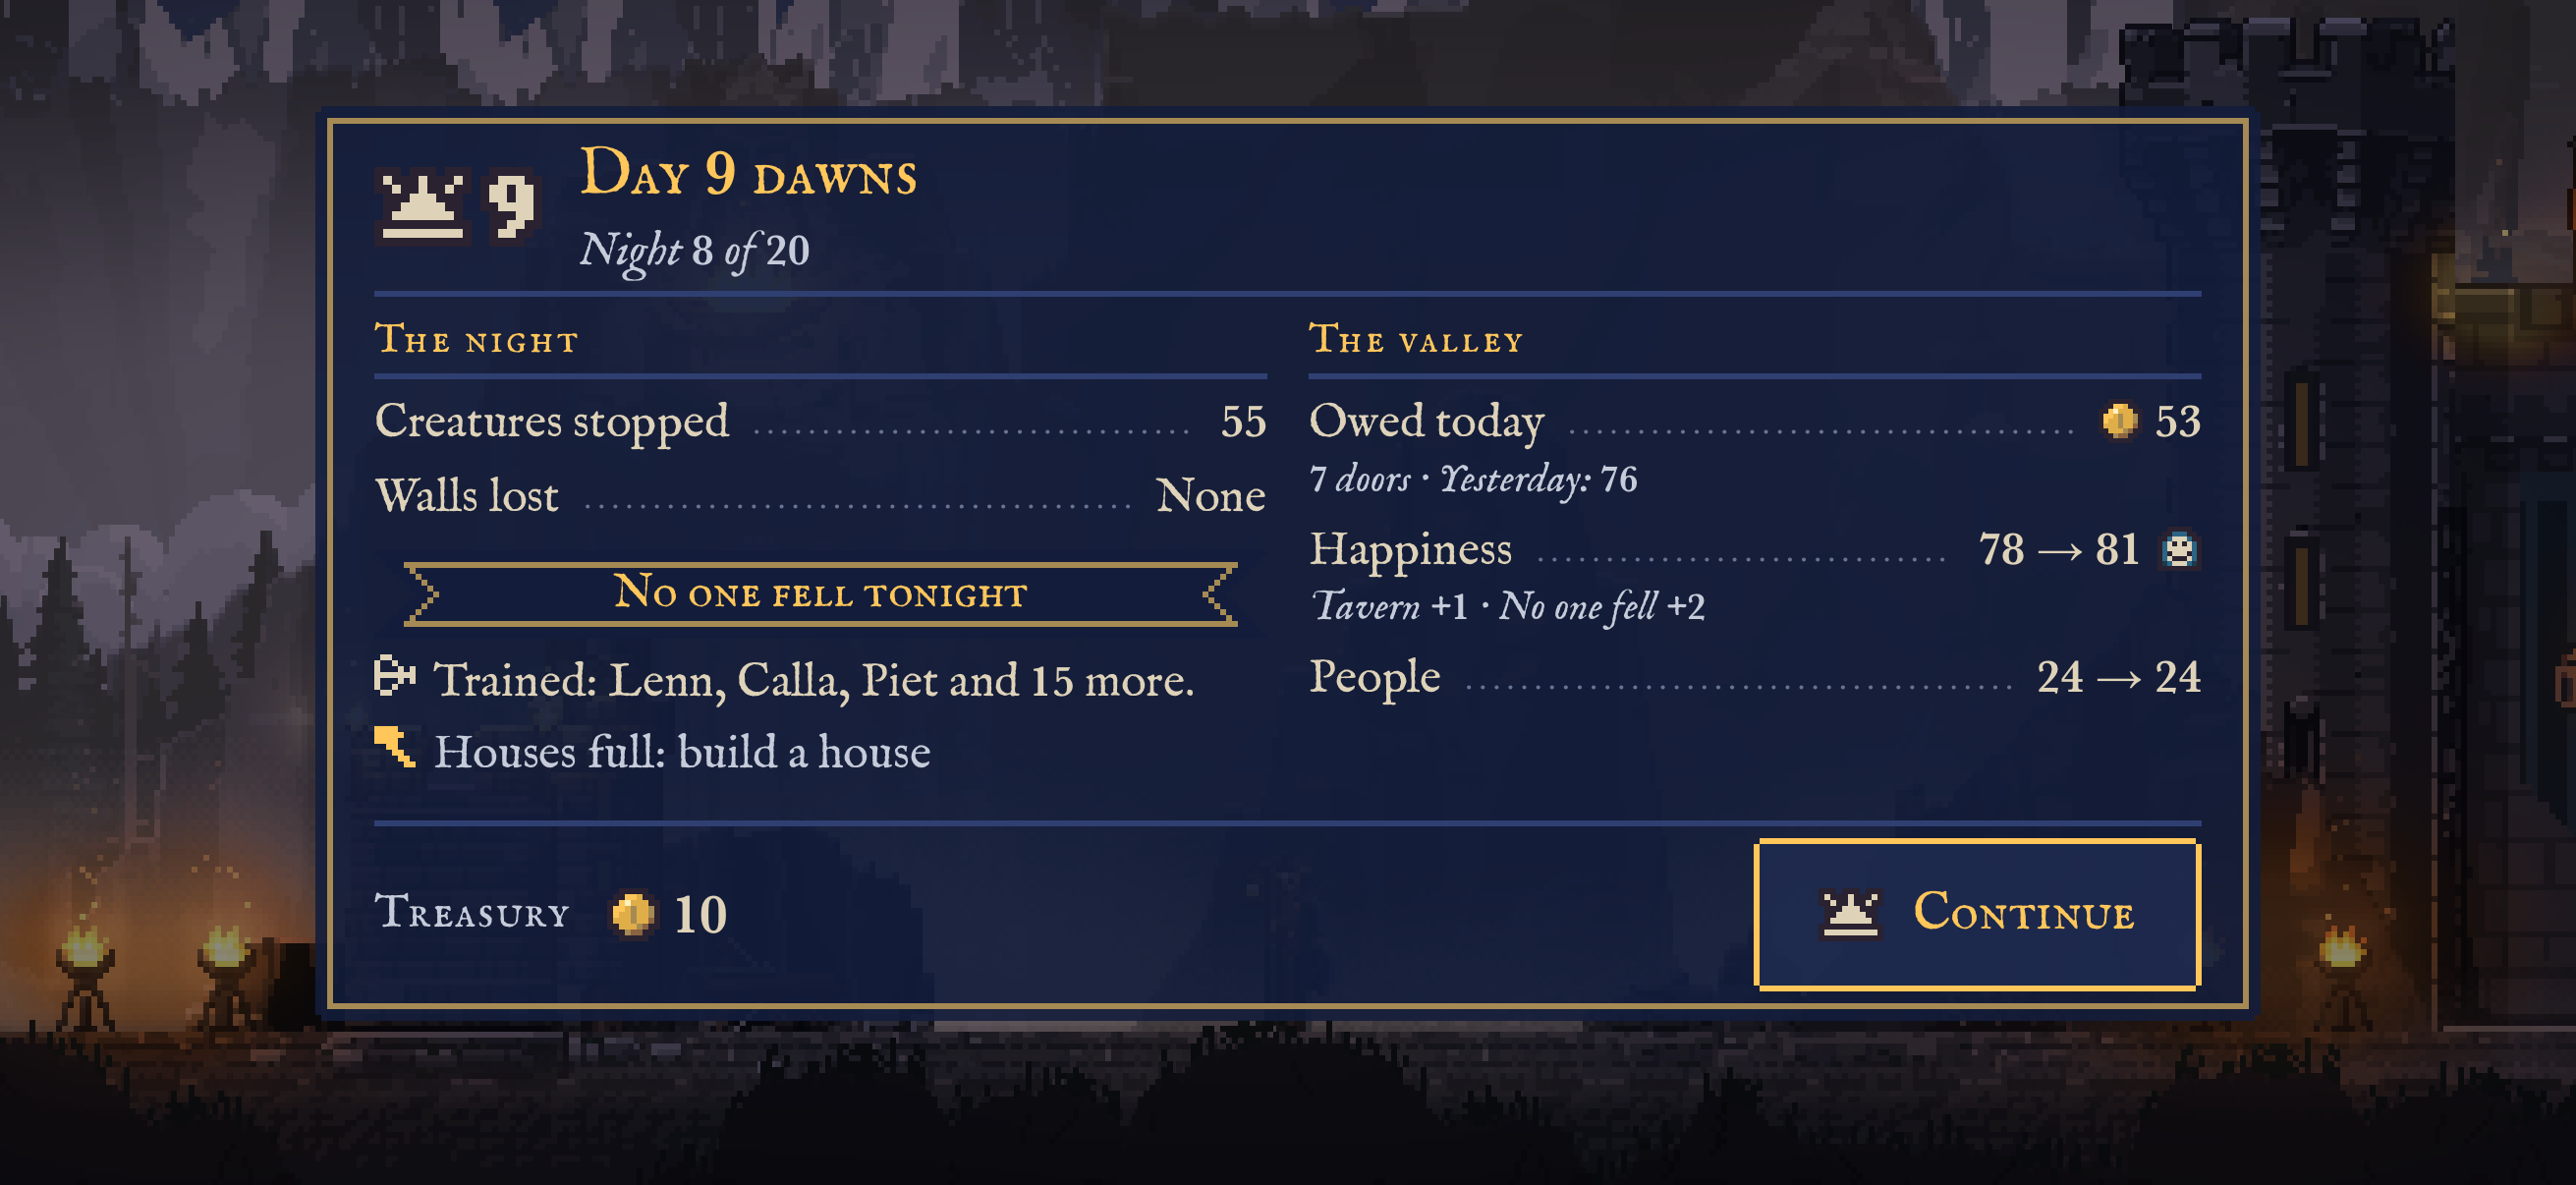 9
Day 9 dawns
Night 8 of 20
The night
Creatures stopped 55
Walls lost None
No one fell tonight
Trained: Lenn, Calla, Piet and 15 more.
Houses full: build a house
The valley
Owed today 53
7 doors · Yesterday: 76
Happiness 78 → 81
Tavern +1 · No one fell +2
People 24 → 24
Treasury 10
Continue